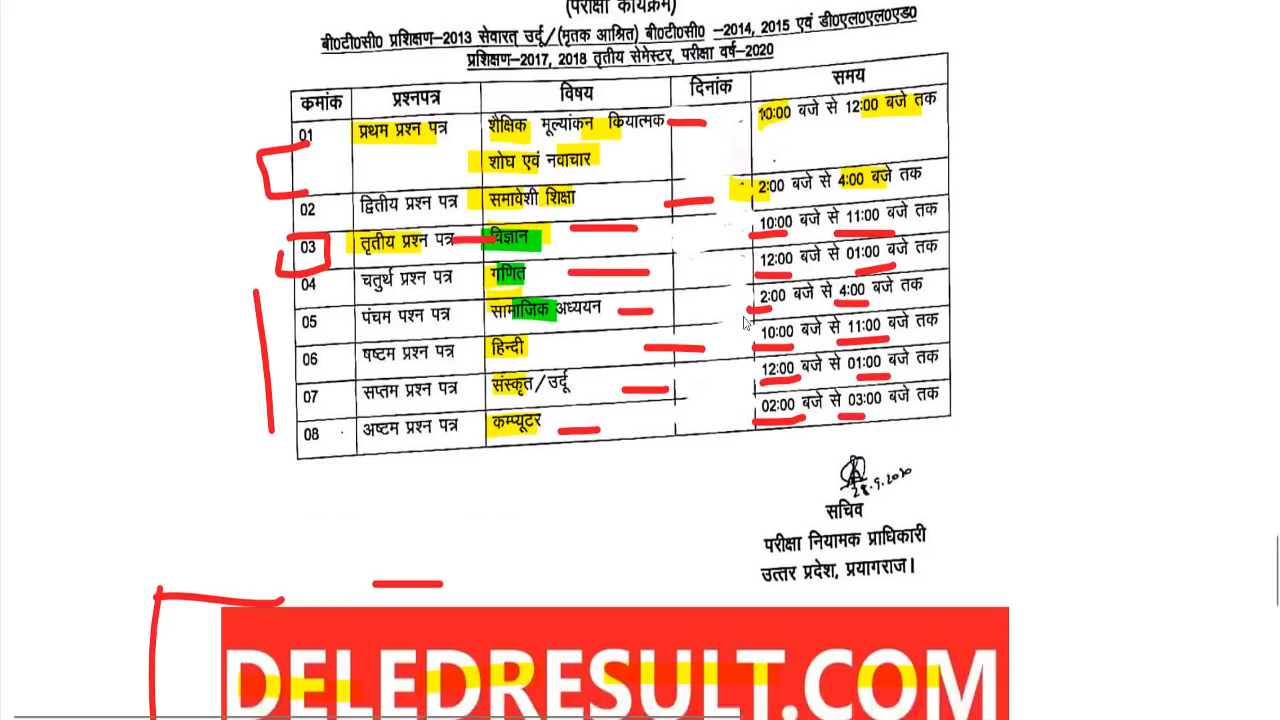 (परीक्षा कार्यक्रम)
बी0टी0सी0 प्रशिक्षण–2013 सेवारत् उर्दू/(मृतक आश्रित) बी0टी0सी0 –2014, 2015 एवं डी0एल0एल0एड0
प्रशिक्षण–2017, 2018 तृतीय सेमेस्टर, परीक्षा वर्ष–2020
कमांक प्रश्नपत्र विषय दिनांक समय
01 प्रथम प्रश्न पत्र शैक्षिक मूल्यांकन कियात्मक 10:00 बजे से 12:00 बजे तक
शोघ एवं नवाचार
02 द्वितीय प्रश्न पत्र समावेशी शिक्षा 2:00 बजे से 4:00 बजे तक
03 तृतीय प्रश्न पत्र विज्ञान 10:00 बजे से 11:00 बजे तक
04 चतुर्थ प्रश्न पत्र गणित 12:00 बजे से 01:00 बजे तक
05 पंचम पश्न पत्र सामाजिक अध्ययन 2:00 बजे से 4:00 बजे तक
06 षष्टम प्रश्न पत्र हिन्दी 10:00 बजे से 11:00 बजे तक
07 सप्तम प्रश्न पत्र संस्कृत/उर्दू 12:00 बजे से 01:00 बजे तक
08 अष्टम प्रश्न पत्र कम्प्यूटर 02:00 बजे से 03:00 बजे तक
28.9.2020
सचिव
परीक्षा नियामक प्राधिकारी
उत्तर प्रदेश, प्रयागराज।
DELEDRESULT.COM